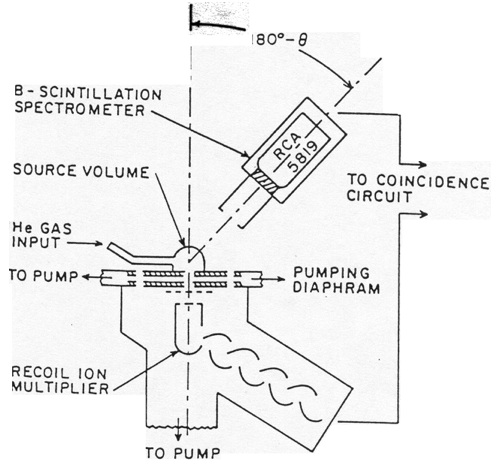 180°-θ
B-SCINTILLATION
SPECTROMETER
RCA
5819
SOURCE VOLUME
TO COINCIDENCE
CIRCUIT
He GAS
INPUT
TO PUMP
PUMPING
DIAPHRAM
RECOIL ION
MULTIPLIER
TO PUMP